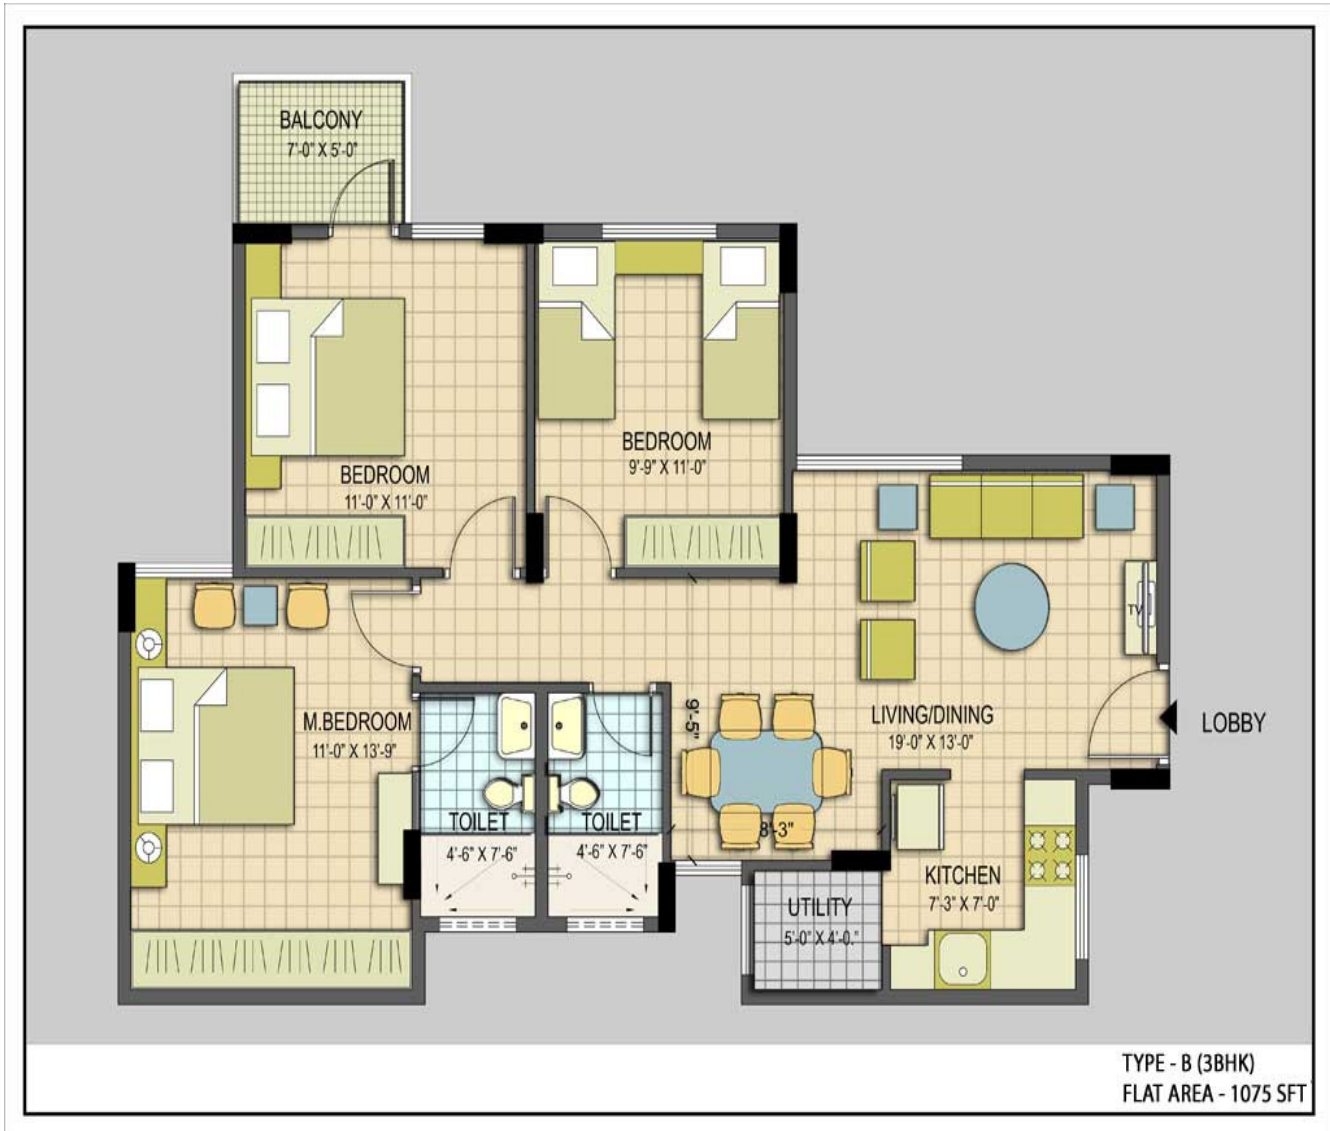 BALCONY
7'-0" X 5'-0"
BEDROOM
9'-9" X 11'-0"
BEDROOM
11'-0" X 11'-0"
TV
M.BEDROOM
11'-0" X 13'-9"
9'-5"
LIVING/DINING
19'-0" X 13'-0"
LOBBY
TOILET
4'-6" X 7'-6"
TOILET
4'-6" X 7'-6"
8'-3"
KITCHEN
7'-3" X 7'-0"
UTILITY
5'-0" X 4'-0."
TYPE - B (3BHK)
FLAT AREA - 1075 SFT